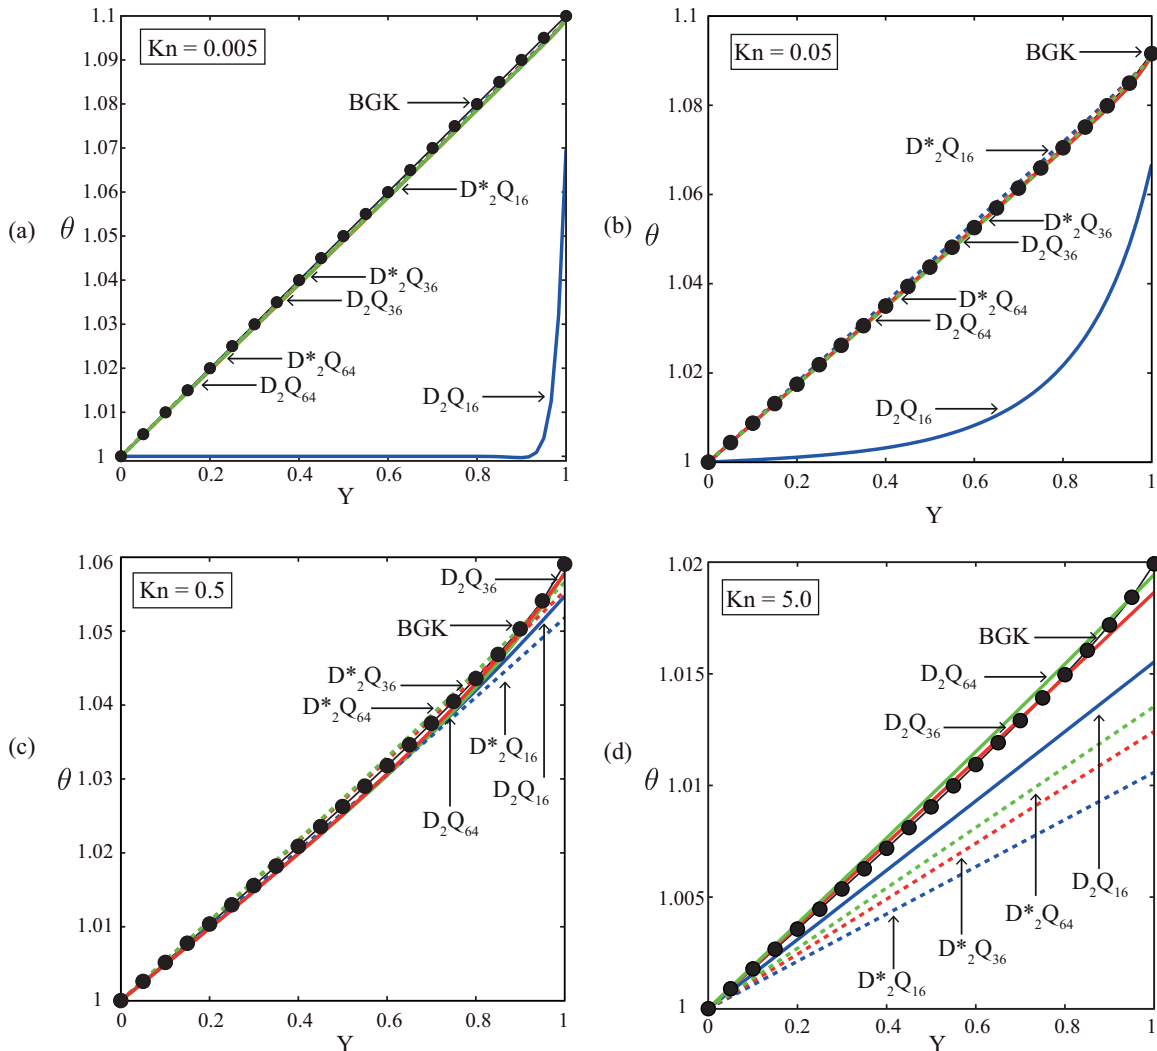 1.1
Kn = 0.005
1.09
1.08
BGK
1.07
1.06
D*2Q16
(a)
θ
1.05
1.04
D*2Q36
D2Q36
1.03
1.02
D*2Q64
D2Q64
D2Q16
1.01
1
0 0.2 0.4 0.6 0.8 1
Y
1.1
Kn = 0.05
BGK
1.08
D*2Q16
1.06
(b)
θ
D*2Q36
D2Q36
1.04
D*2Q64
D2Q64
1.02
D2Q16
1
0 0.2 0.4 0.6 0.8 1
Y
1.06
Kn = 0.5
D2Q36
1.05
BGK
D*2Q36
D*2Q64
1.04
D*2Q16
(c)
θ
D2Q16
1.03
D2Q64
1.02
1.01
1
0 0.2 0.4 0.6 0.8 1
Y
1.02
Kn = 5.0
BGK
1.015
D2Q64
D2Q36
(d)
θ
1.01
D2Q16
1.005
D*2Q64
D*2Q36
D*2Q16
1
0 0.2 0.4 0.6 0.8 1
Y